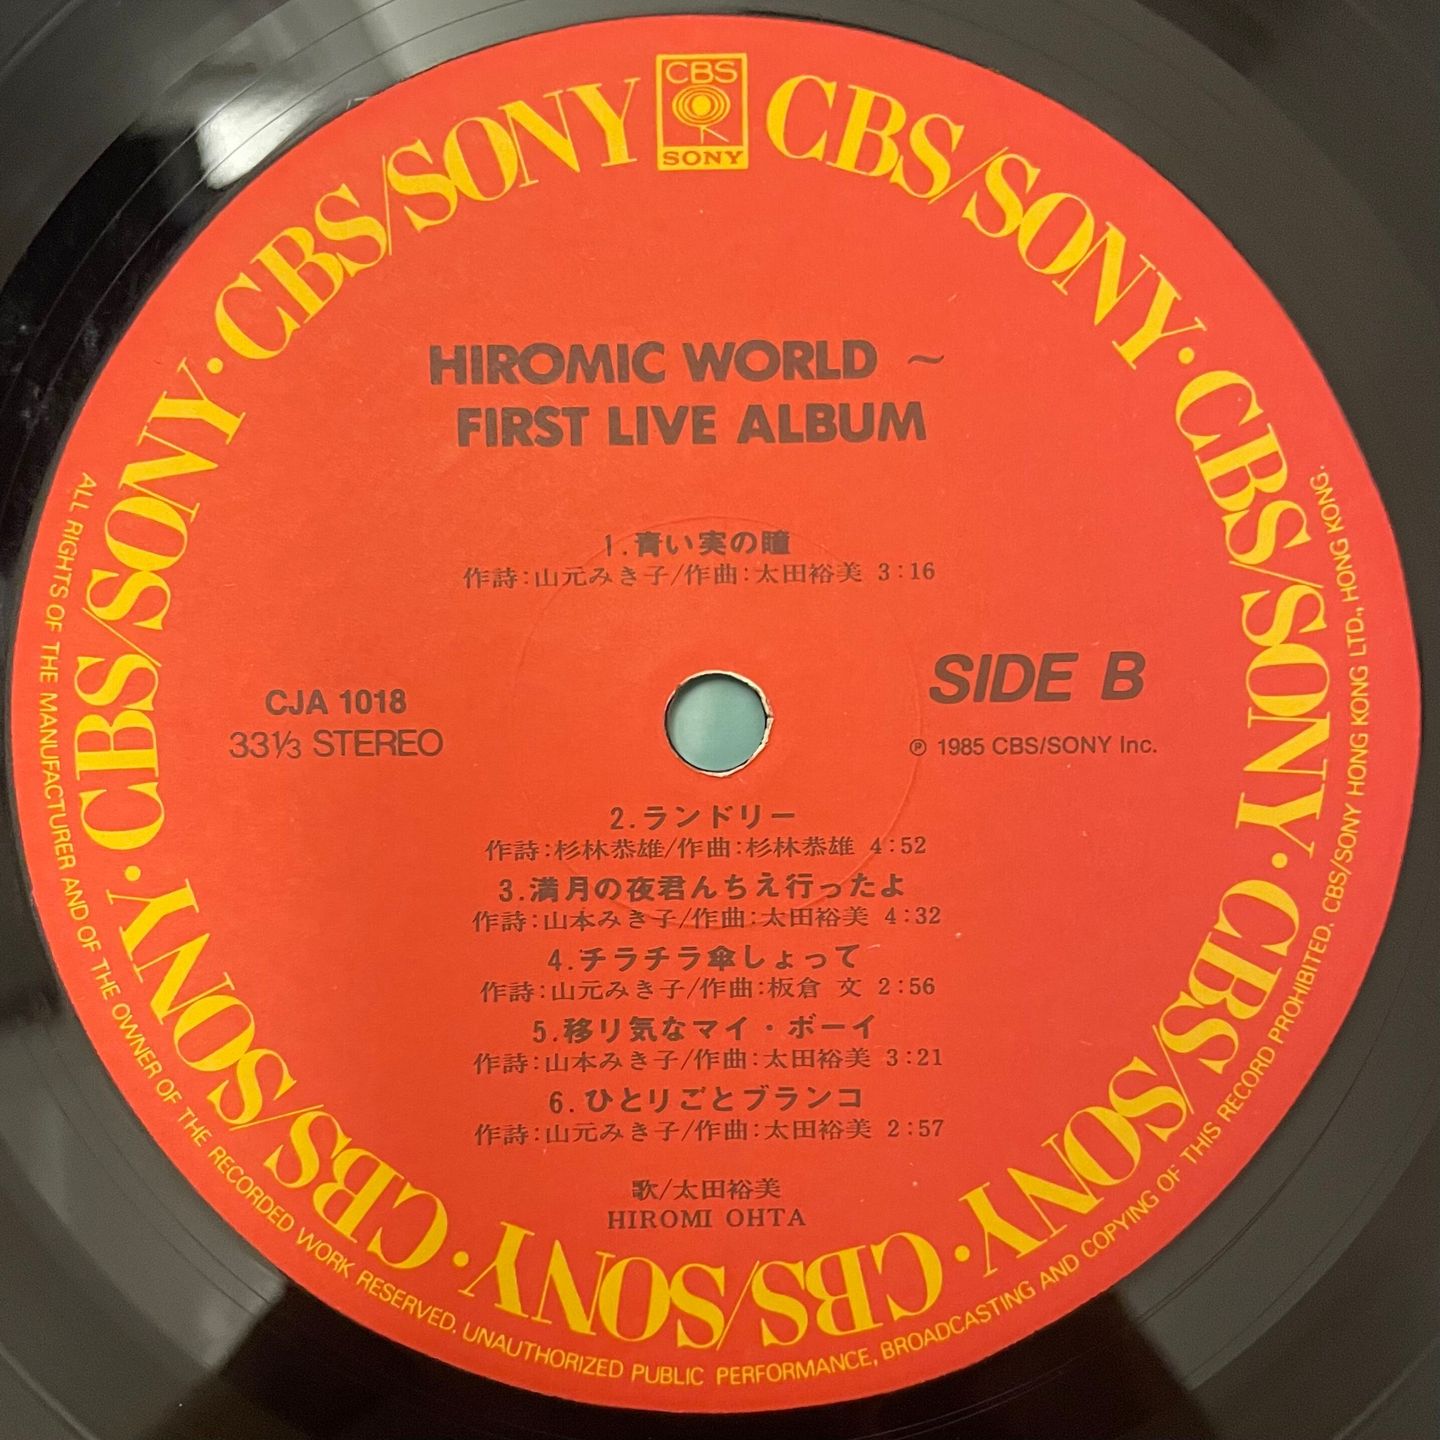 CBS
SONY
CBS/SONY · CBS/SONY · CBS/SONY · CBS/SONY · CBS/SONY · CBS/SONY · CBS/SONY · CBS/SONY
HIROMIC WORLD ~
FIRST LIVE ALBUM
1.青い実の瞳
作詩:山元みき子/作曲:太田裕美 3:16
CJA 1018
33⅓ STEREO
SIDE B
℗ 1985 CBS/SONY Inc.
2.ランドリー
作詩:杉林恭雄/作曲:杉林恭雄 4:52
3.満月の夜君んちえ行ったよ
作詩:山本みき子/作曲:太田裕美 4:32
4.チラチラ傘しょって
作詩:山元みき子/作曲:板倉 文 2:56
5.移り気なマイ・ボーイ
作詩:山本みき子/作曲:太田裕美 3:21
6.ひとりごとブランコ
作詩:山元みき子/作曲:太田裕美 2:57
歌/太田裕美
HIROMI OHTA
ALL RIGHTS OF THE MANUFACTURER AND OF THE OWNER OF THE RECORDED WORK RESERVED. UNAUTHORIZED PUBLIC PERFORMANCE, BROADCASTING AND COPYING OF THIS RECORD PROHIBITED. CBS/SONY HONG KONG LTD., HONG KONG.